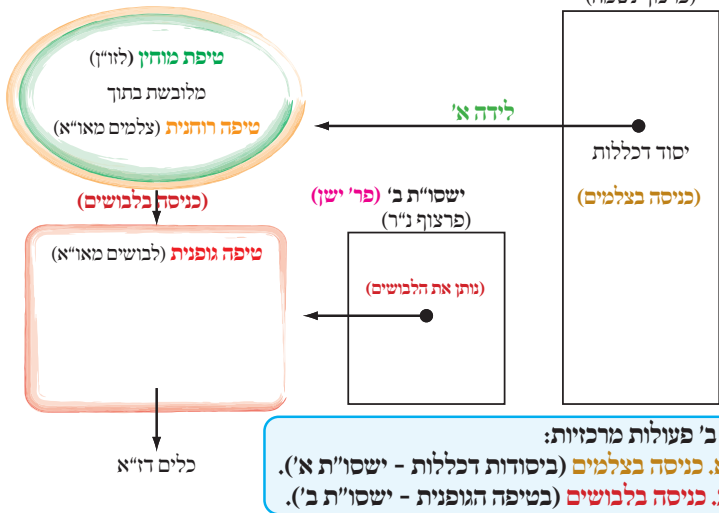 טיפת מוחין (לזו"ן)
מלובשת בתוך
טיפה רוחנית (צלמים מאו"א)
לידה א'
יסוד דכללות
(כניסה בצלמים)
(כניסה בלבושים)
ישסו"ת ב' (פר' ישן)
(פרצוף נ"ר)
טיפה גופנית (לבושים מאו"א)
(נותן את הלבושים)
כלים דז"א
ב' פעולות מרכזיות:
כניסה בצלמים (ביסודות דכללות - ישסו"ת א').
כניסה בלבושים (בטיפה הגופנית - ישסו"ת ב').